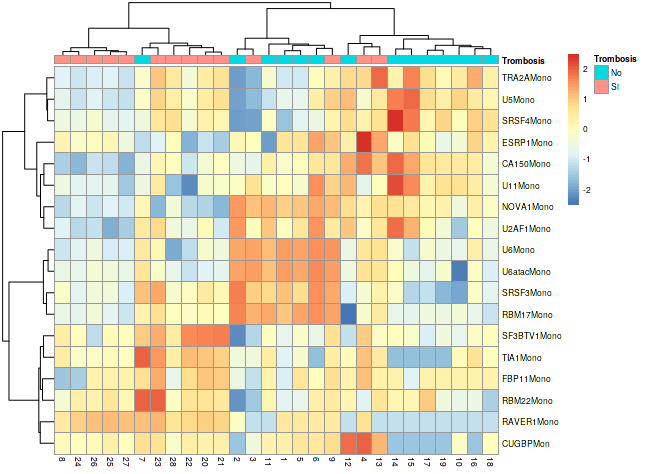 Trombosis
TRA2AMono
U5Mono
SRSF4Mono
ESRP1Mono
CA150Mono
U11Mono
NOVA1Mono
U2AF1Mono
U6Mono
U6atacMono
SRSF3Mono
RBM17Mono
SF3BTV1Mono
TIA1Mono
FBP11Mono
RBM22Mono
RAVER1Mono
CUGBPMon
8 24 26 25 27 7 23 28 22 20 21 2 3 11 1 5 6 9 12 4 13 14 15 17 19 10 16 18
2
1
0
-1
-2
Trombosis
No
SI